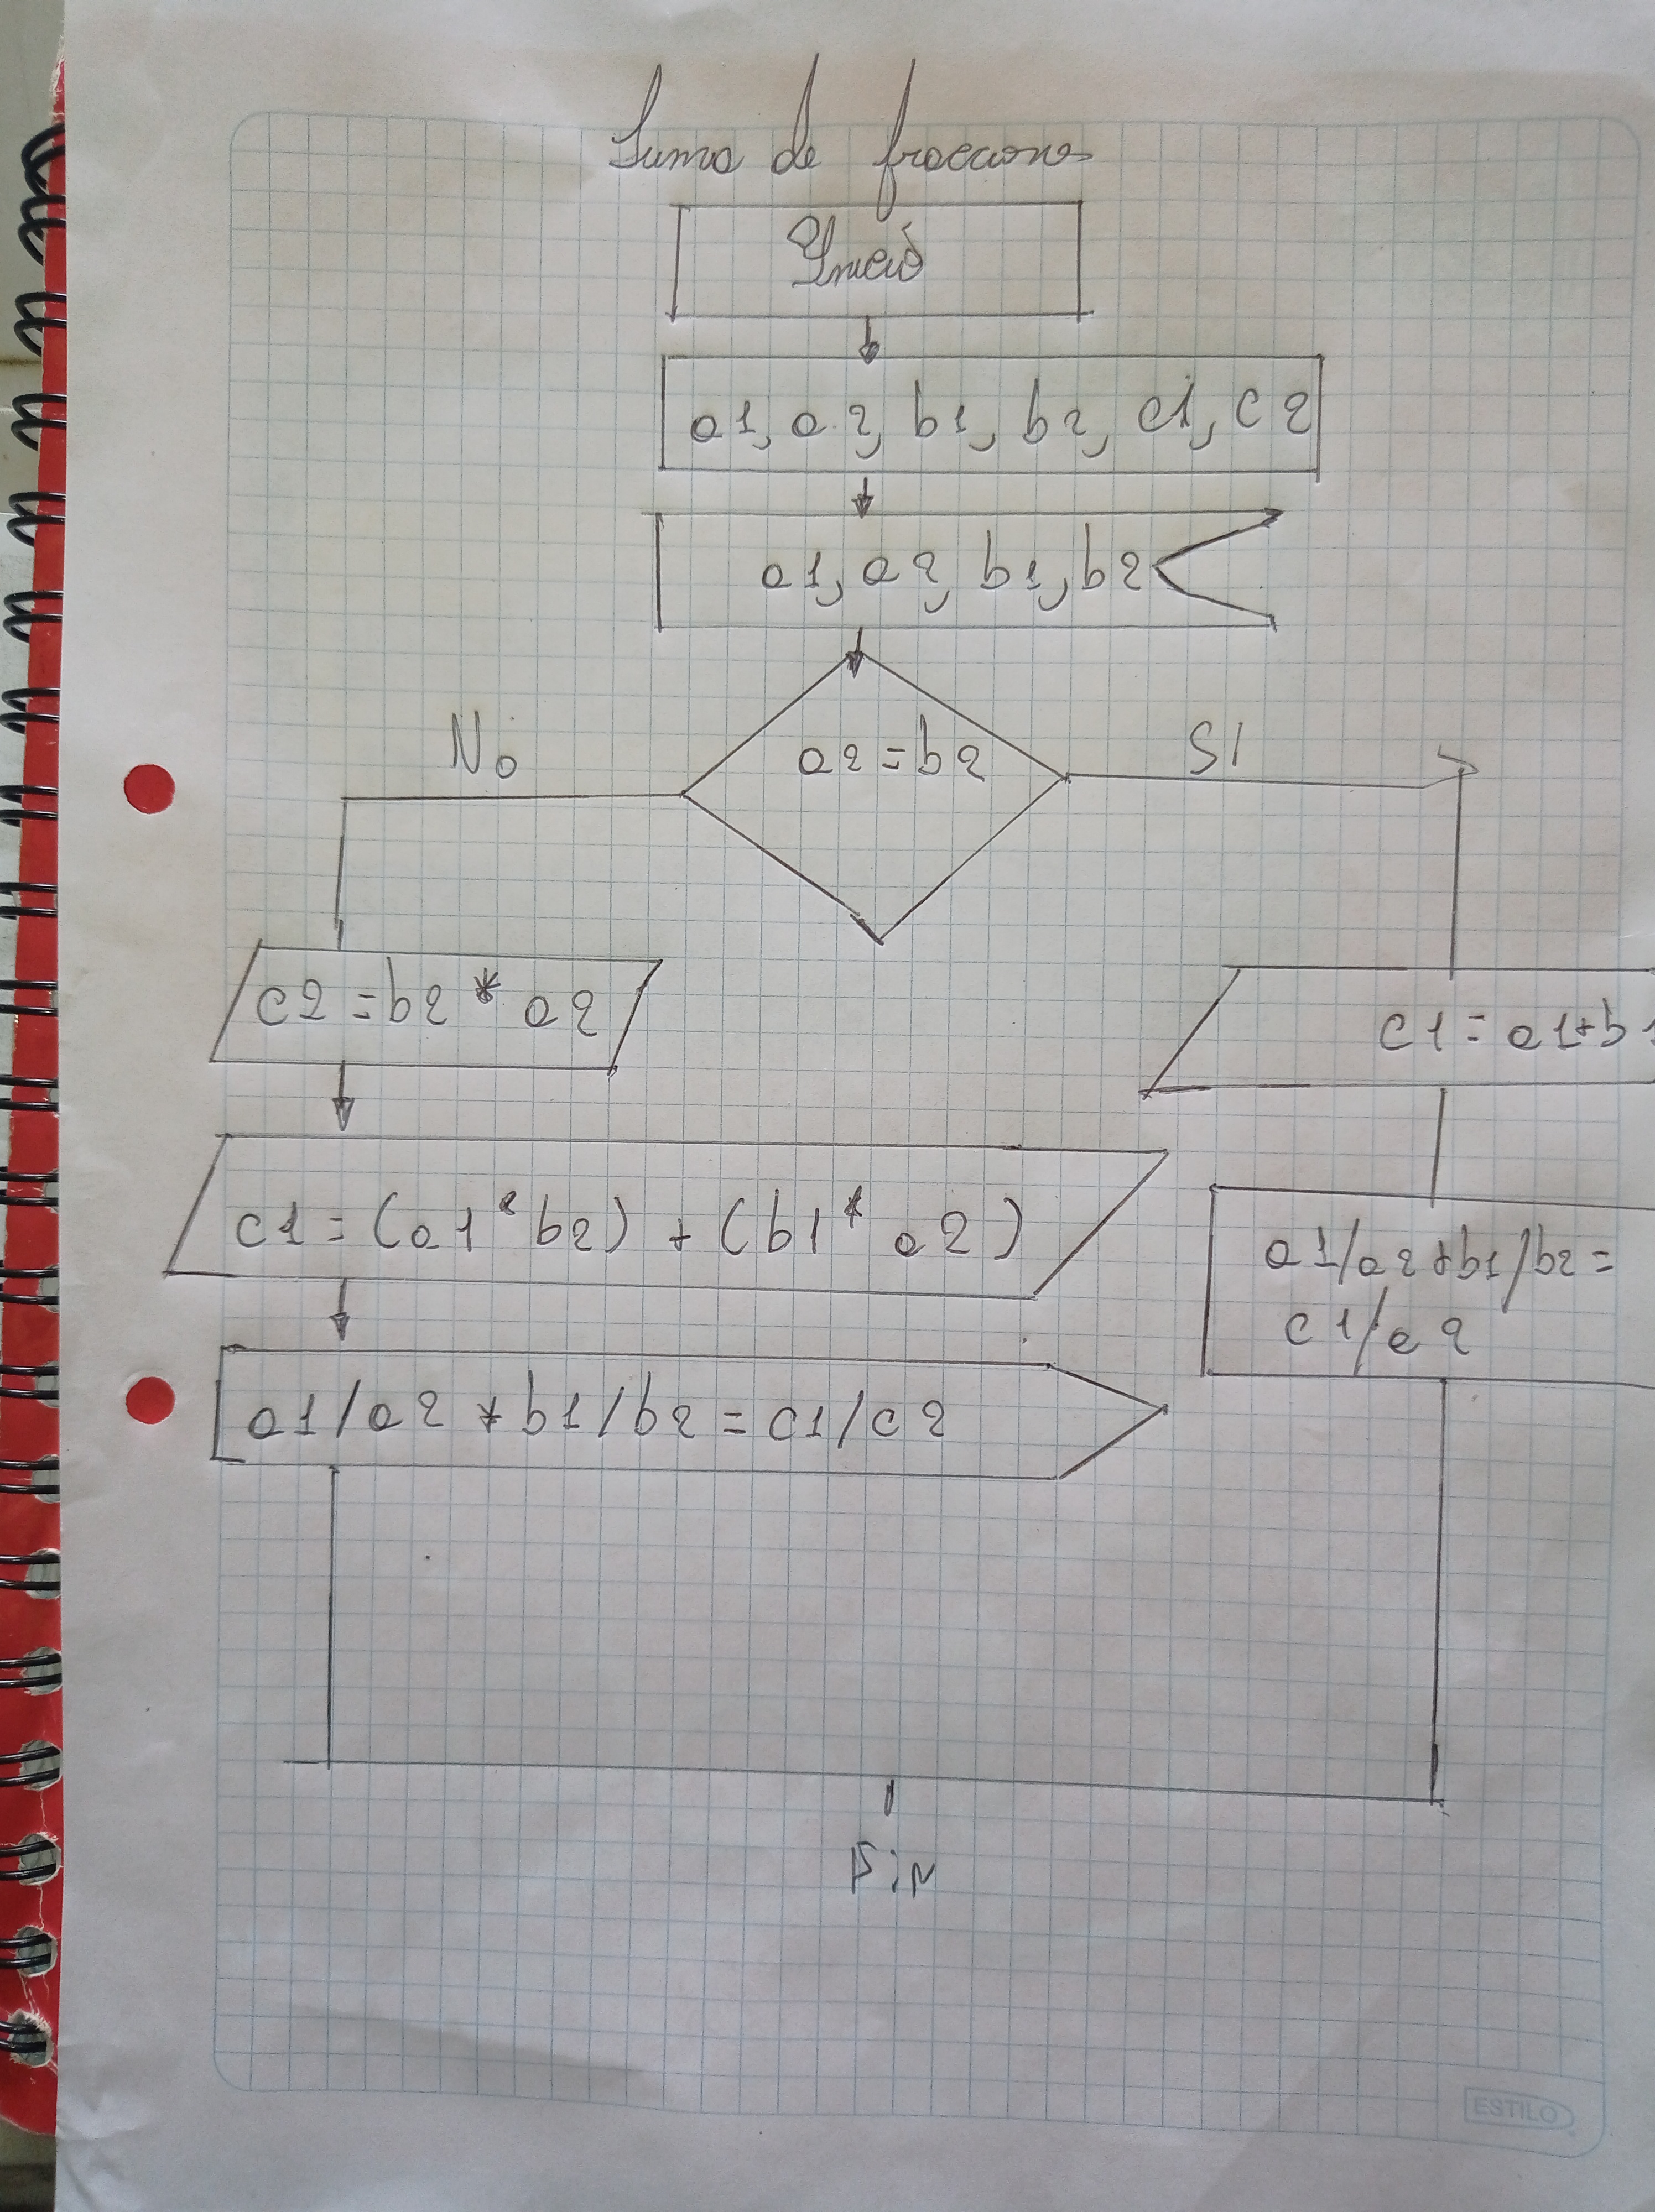 Suma de fracciones
Inicio
a1, a2, b1, b2, c1, c2
a1, a2, b1, b2
No
a2=b2
SI
c2=b2 * a2
c1=a1+b1
c1=(a1*b2)+(b1*a2)
a1/a2+b1/b2=
c1/a2
a1/a2+b1/b2=c1/c2
Fin
ESTILO